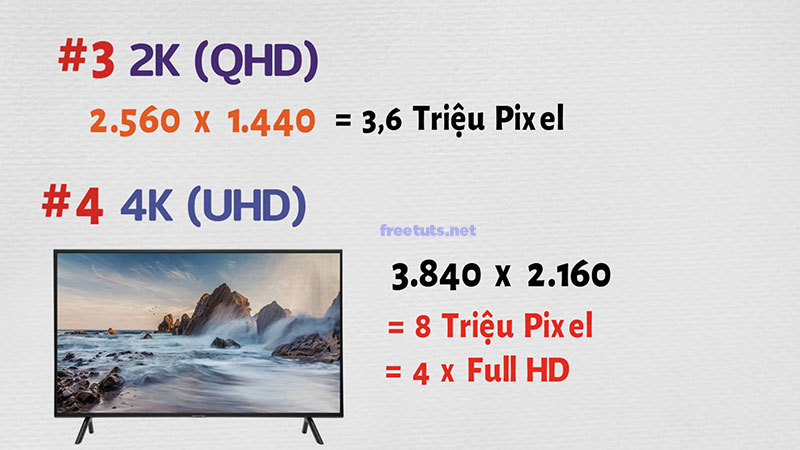 #3 2K (QHD)
2.560 x 1.440 = 3,6 Triệu Pixel
#4 4K (UHD)
freetuts.net
3.840 x 2.160
= 8 Triệu Pixel
= 4 x Full HD